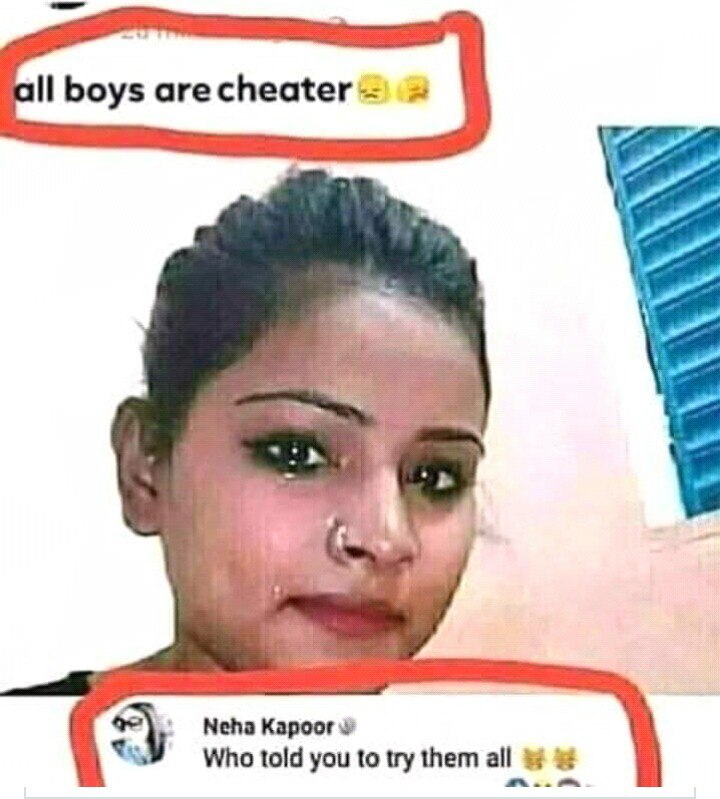 all boys are cheater😞🤧
Neha Kapoor
Who told you to try them all 😹😹